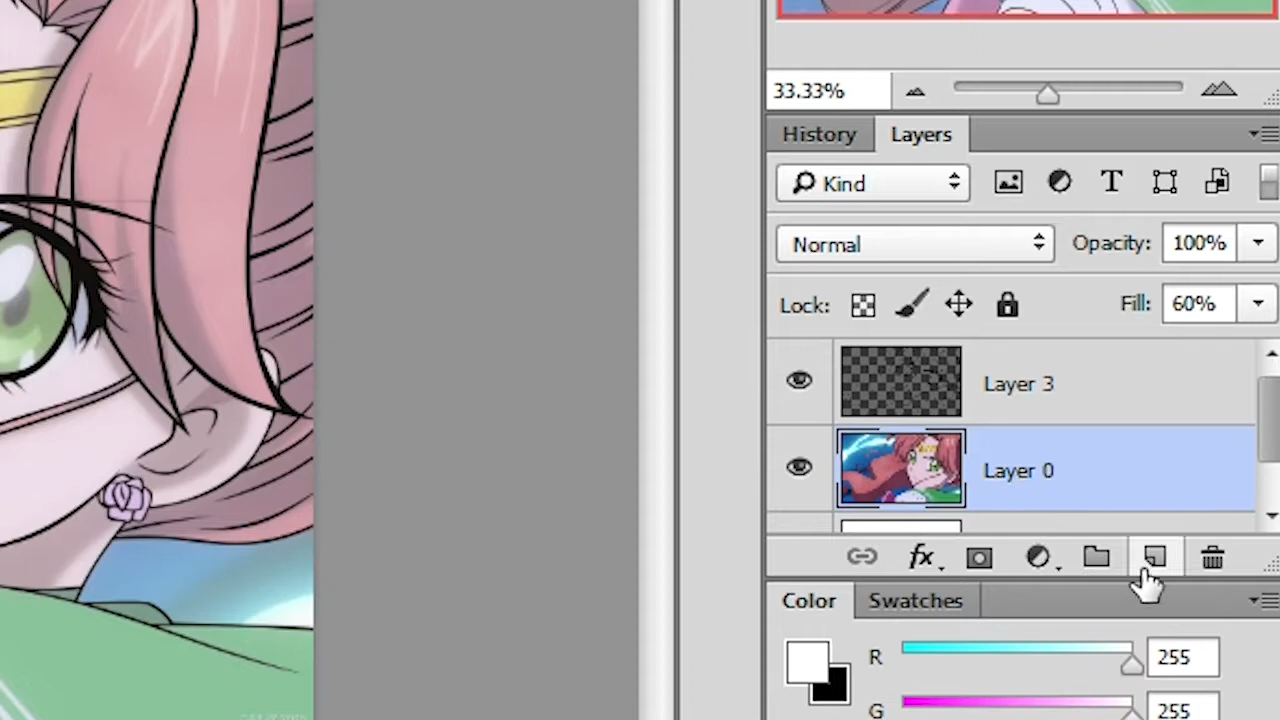 33.33%
History Layers
Kind T
Normal Opacity: 100%
Lock: Fill: 60%
Layer 3
Layer 0
fx
Color Swatches
R 255
G 255